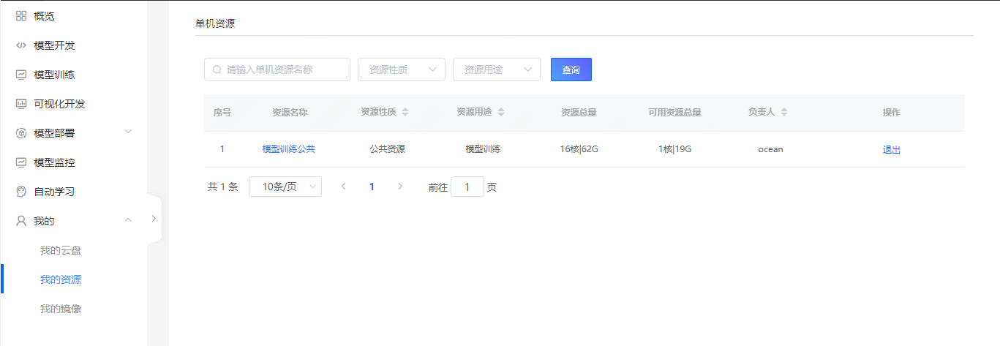 概览
模型开发
模型训练
可视化开发
模型部署
模型监控
自动学习
我的
我的云盘
我的资源
我的镜像
单机资源
请输入单机资源名称 资源性质 资源用途 查询
序号 资源名称 资源性质 资源用途 资源总量 可用资源总量 负责人 操作
1 模型训练公共 公共资源 模型训练 16核|62G 1核|19G ocean 退出
共 1 条 10条/页 1 前往 1 页